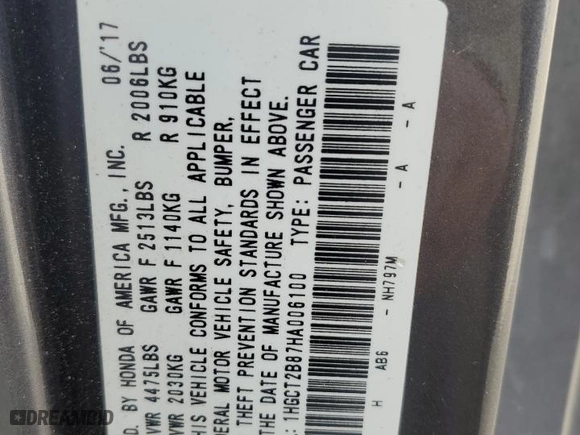 D. BY HONDA OF AMERICA MFG., INC. 06/'17
VWR 4475LBS GAWR F 2513LBS R 2006LBS
VWR 2030KG GAWR F 1140KG R 910KG
HIS VEHICLE CONFORMS TO ALL APPLICABLE
ERAL MOTOR VEHICLE SAFETY, BUMPER,
THEFT PREVENTION STANDARDS IN EFFECT
THE DATE OF MANUFACTURE SHOWN ABOVE.
: 1HGCT2B87HA006100 TYPE: PASSENGER CAR
H AB6 - NH797M - A - A
AUTOHELPERBOT.COM